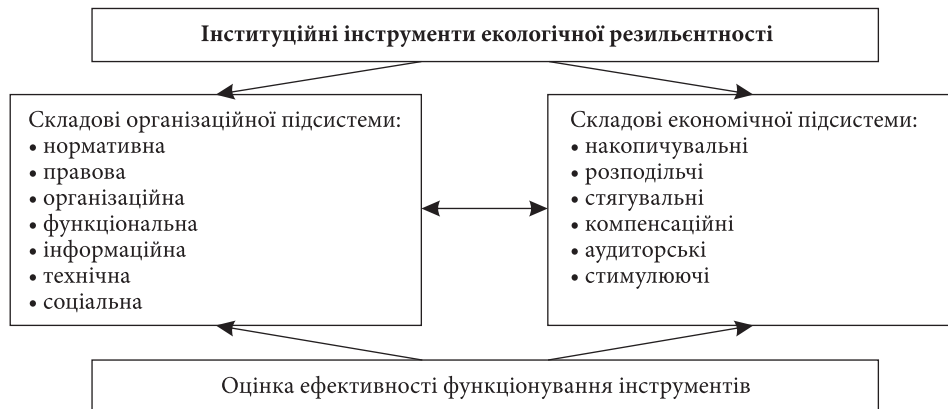 Інституційні інструменти екологічної резильєнтності
Складові організаційної підсистеми:
• нормативна
• правова
• організаційна
• функціональна
• інформаційна
• технічна
• соціальна
Складові економічної підсистеми:
• накопичувальні
• розподільчі
• стягувальні
• компенсаційні
• аудиторські
• стимулюючі
Оцінка ефективності функціонування інструментів